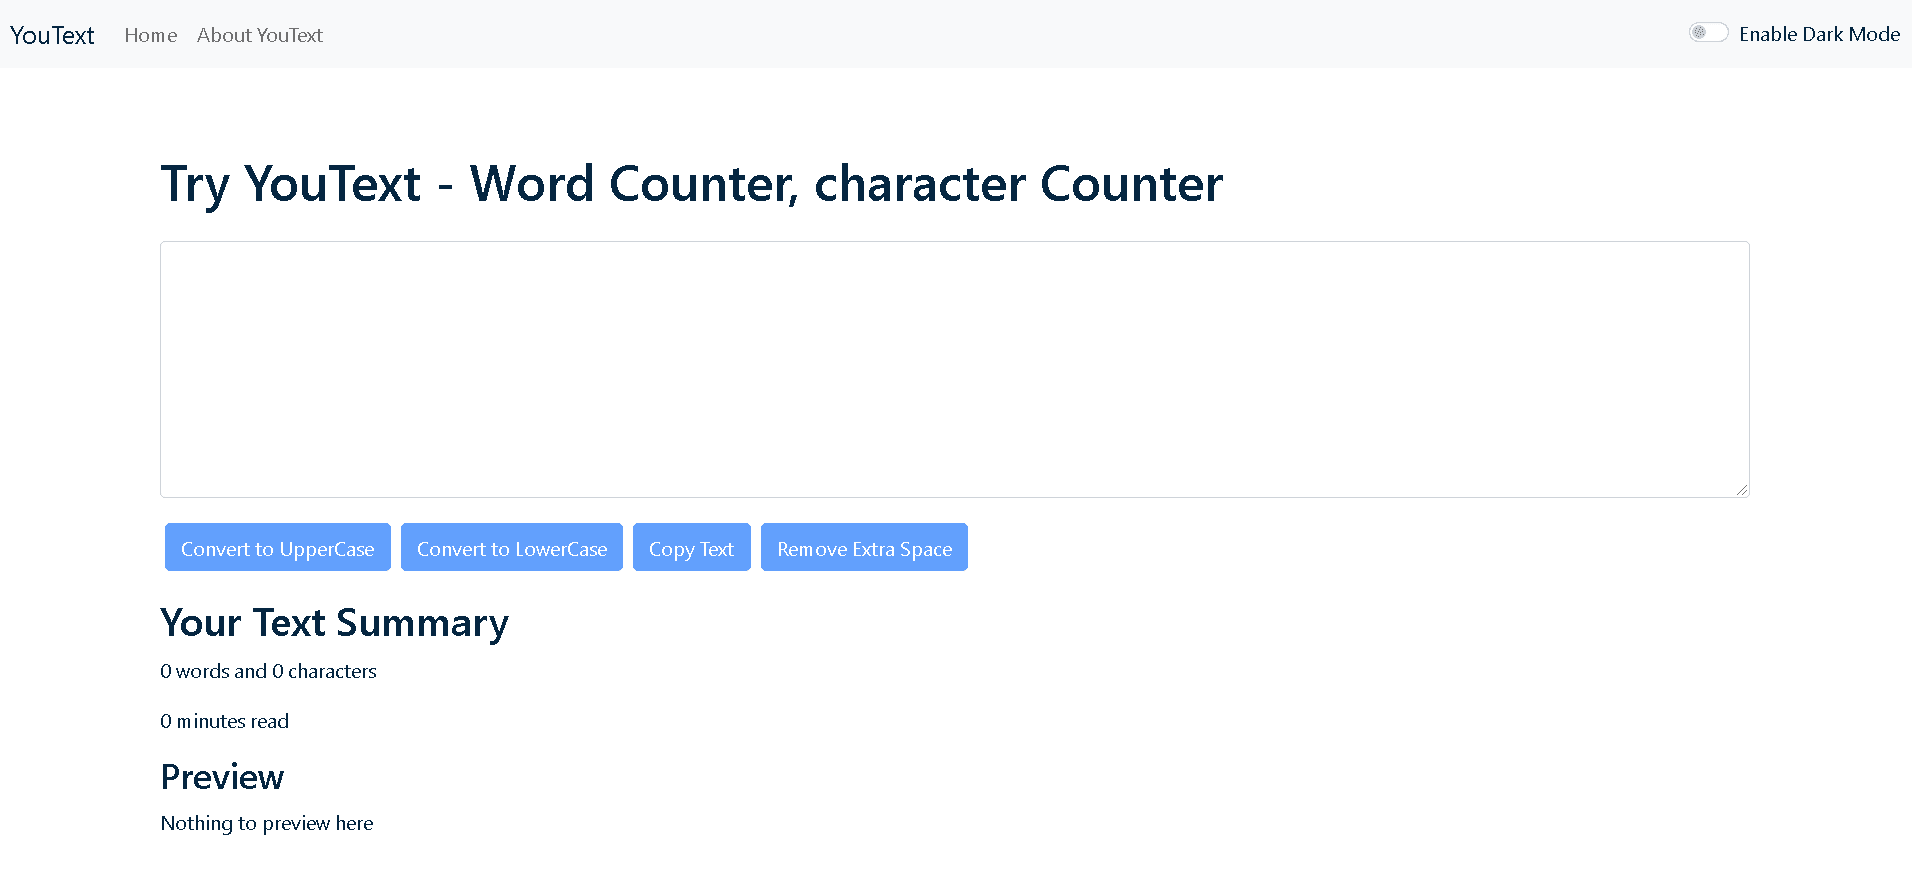 YouText Home About YouText Enable Dark Mode
Try YouText - Word Counter, character Counter
Convert to UpperCase Convert to LowerCase Copy Text Remove Extra Space
Your Text Summary
0 words and 0 characters
0 minutes read
Preview
Nothing to preview here